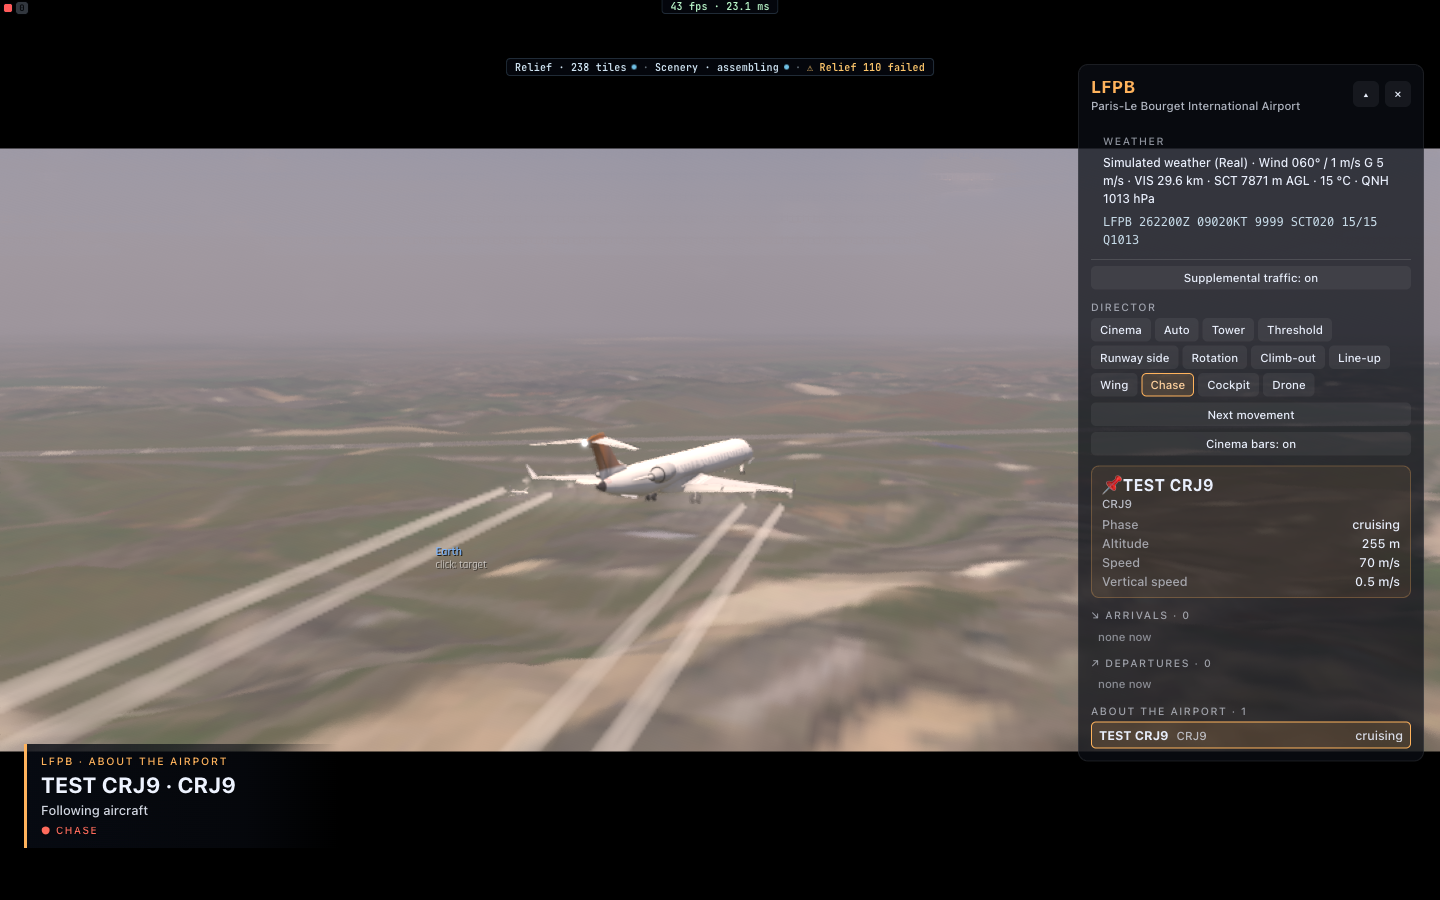 0
43 fps · 23.1 ms
Relief · 238 tiles · Scenery · assembling · ⚠ Relief 110 failed
LFPB
Paris-Le Bourget International Airport
▴
✕
WEATHER
Simulated weather (Real) · Wind 060° / 1 m/s G 5
m/s · VIS 29.6 km · SCT 7871 m AGL · 15 °C · QNH
1013 hPa
LFPB 262200Z 09020KT 9999 SCT020 15/15
Q1013
Supplemental traffic: on
DIRECTOR
Cinema Auto Tower Threshold
Runway side Rotation Climb-out Line-up
Wing Chase Cockpit Drone
Next movement
Cinema bars: on
📌TEST CRJ9
CRJ9
Phase cruising
Altitude 255 m
Speed 70 m/s
Vertical speed 0.5 m/s
↘ ARRIVALS · 0
none now
↗ DEPARTURES · 0
none now
ABOUT THE AIRPORT · 1
TEST CRJ9 CRJ9 cruising
Earth
click target
LFPB · ABOUT THE AIRPORT
TEST CRJ9 · CRJ9
Following aircraft
CHASE